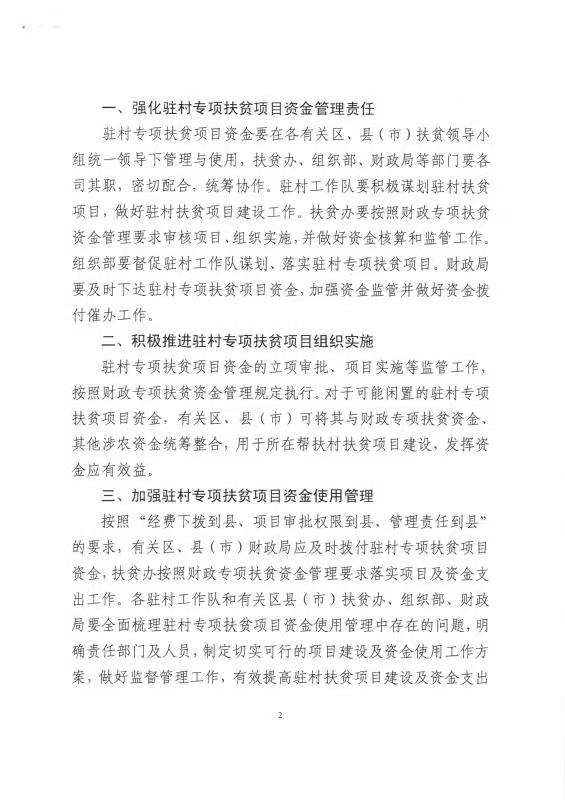 一、强化驻村专项扶贫项目资金管理责任
驻村专项扶贫项目资金要在各有关区、县（市）扶贫领导小
组统一领导下管理与使用，扶贫办、组织部、财政局等部门要各
司其职，密切配合，统筹协作。驻村工作队要积极谋划驻村扶贫
项目，做好驻村扶贫项目建设工作。扶贫办要按照财政专项扶贫
资金管理要求审核项目、组织实施，并做好资金核算和监管工作。
组织部要督促驻村工作队谋划、落实驻村专项扶贫项目。财政局
要及时下达驻村专项扶贫项目资金，加强资金监管并做好资金拨
付催办工作。
二、积极推进驻村专项扶贫项目组织实施
驻村专项扶贫项目资金的立项审批、项目实施等监管工作，
按照财政专项扶贫资金管理规定执行。对于可能闲置的驻村专项
扶贫项目资金，有关区、县（市）可将其与财政专项扶贫资金、
其他涉农资金统筹整合，用于所在帮扶村扶贫项目建设，发挥资
金应有效益。
三、加强驻村专项扶贫项目资金使用管理
按照“经费下拨到县、项目审批权限到县、管理责任到县”
的要求，有关区、县（市）财政局应及时拨付驻村专项扶贫项目
资金，扶贫办按照财政专项扶贫资金管理要求落实项目及资金支
出工作。各驻村工作队和有关区县（市）扶贫办、组织部、财政
局要全面梳理驻村专项扶贫项目资金使用管理中存在的问题，明
确责任部门及人员，制定切实可行的项目建设及资金使用工作方
案，做好监督管理工作，有效提高驻村扶贫项目建设及资金支出
2